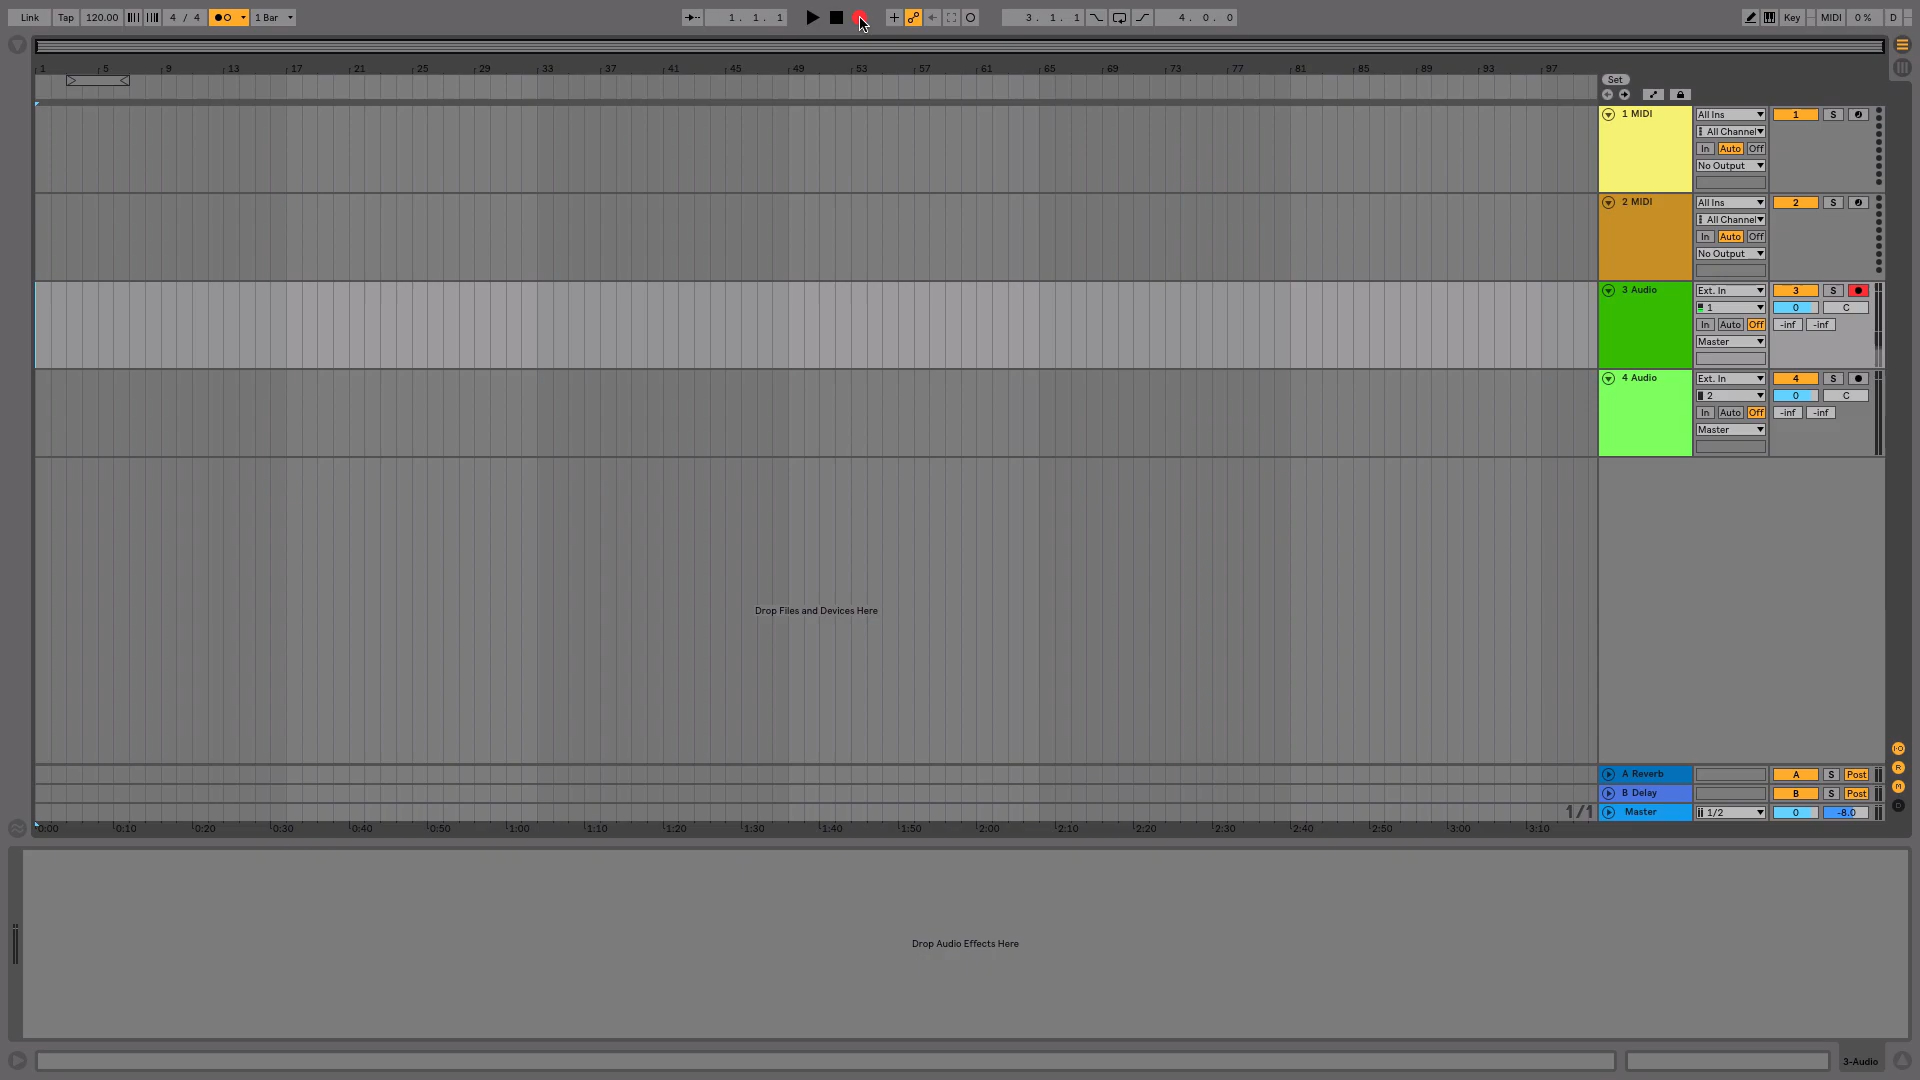 Link Tap 120.00 4 / 4 1 Bar 1 . 1 . 1 3 . 1 . 1 4 . 0 . 0 Key MIDI 0 % D
1 5 9 13 17 21 25 29 33 37 41 45 49 53 57 61 65 69 73 77 81 85 89 93 97
Set
1 MIDI All Ins 1 S
All Channel
In Auto Off
No Output
2 MIDI All Ins 2 S
All Channel
In Auto Off
No Output
3 Audio Ext. In 3 S
1 0 C
In Auto Off -inf -inf
Master
4 Audio Ext. In 4 S
2 0 C
In Auto Off -inf -inf
Master
Drop Files and Devices Here
I·O
A Reverb A S Post R
B Delay B S Post M
1/1 Master 1/2 0 -8.0 D
0:00 0:10 0:20 0:30 0:40 0:50 1:00 1:10 1:20 1:30 1:40 1:50 2:00 2:10 2:20 2:30 2:40 2:50 3:00 3:10
Drop Audio Effects Here
3-Audio